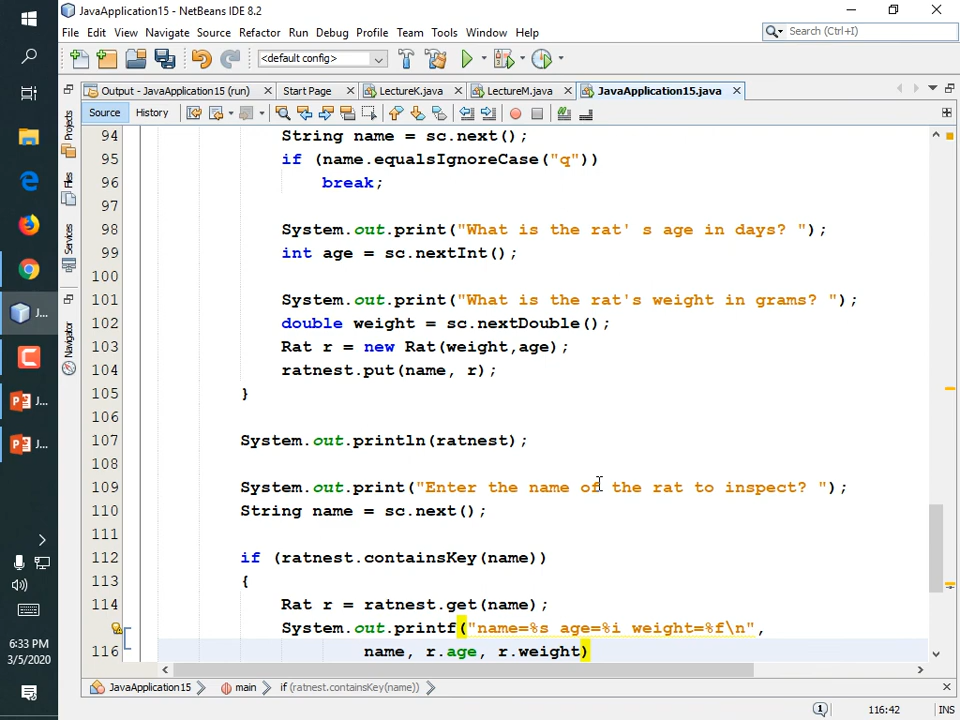 JavaApplication15 - NetBeans IDE 8.2
File Edit View Navigate Source Refactor Run Debug Profile Team Tools Window Help
Search (Ctrl+I)
<default config>
Output - JavaApplication15 (run) Start Page LectureK.java LectureM.java JavaApplication15.java
Source History
Projects
Files
Services
Navigator
94 String name = sc.next();
95 if (name.equalsIgnoreCase("q"))
96 break;
97
98 System.out.print("What is the rat' s age in days? ");
99 int age = sc.nextInt();
100
101 System.out.print("What is the rat's weight in grams? ");
102 double weight = sc.nextDouble();
103 Rat r = new Rat(weight,age);
104 ratnest.put(name, r);
105 }
106
107 System.out.println(ratnest);
108
109 System.out.print("Enter the name of the rat to inspect? ");
110 String name = sc.next();
111
112 if (ratnest.containsKey(name))
113 {
114 Rat r = ratnest.get(name);
System.out.printf("name=%s age=%i weight=%f\n",
116 name, r.age, r.weight)
JavaApplication15 main if (ratnest.containsKey(name))
116:42 INS
J...
J...
J...
6:33 PM
3/5/2020